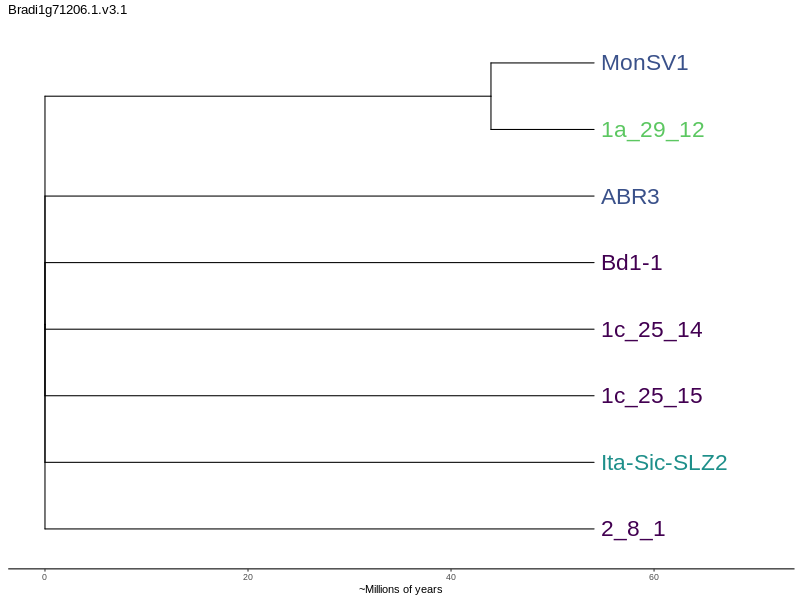 Bradi1g71206.1.v3.1
MonSV1
1a_29_12
ABR3
Bd1-1
1c_25_14
1c_25_15
Ita-Sic-SLZ2
2_8_1
0 20 40 60
~Millions of years